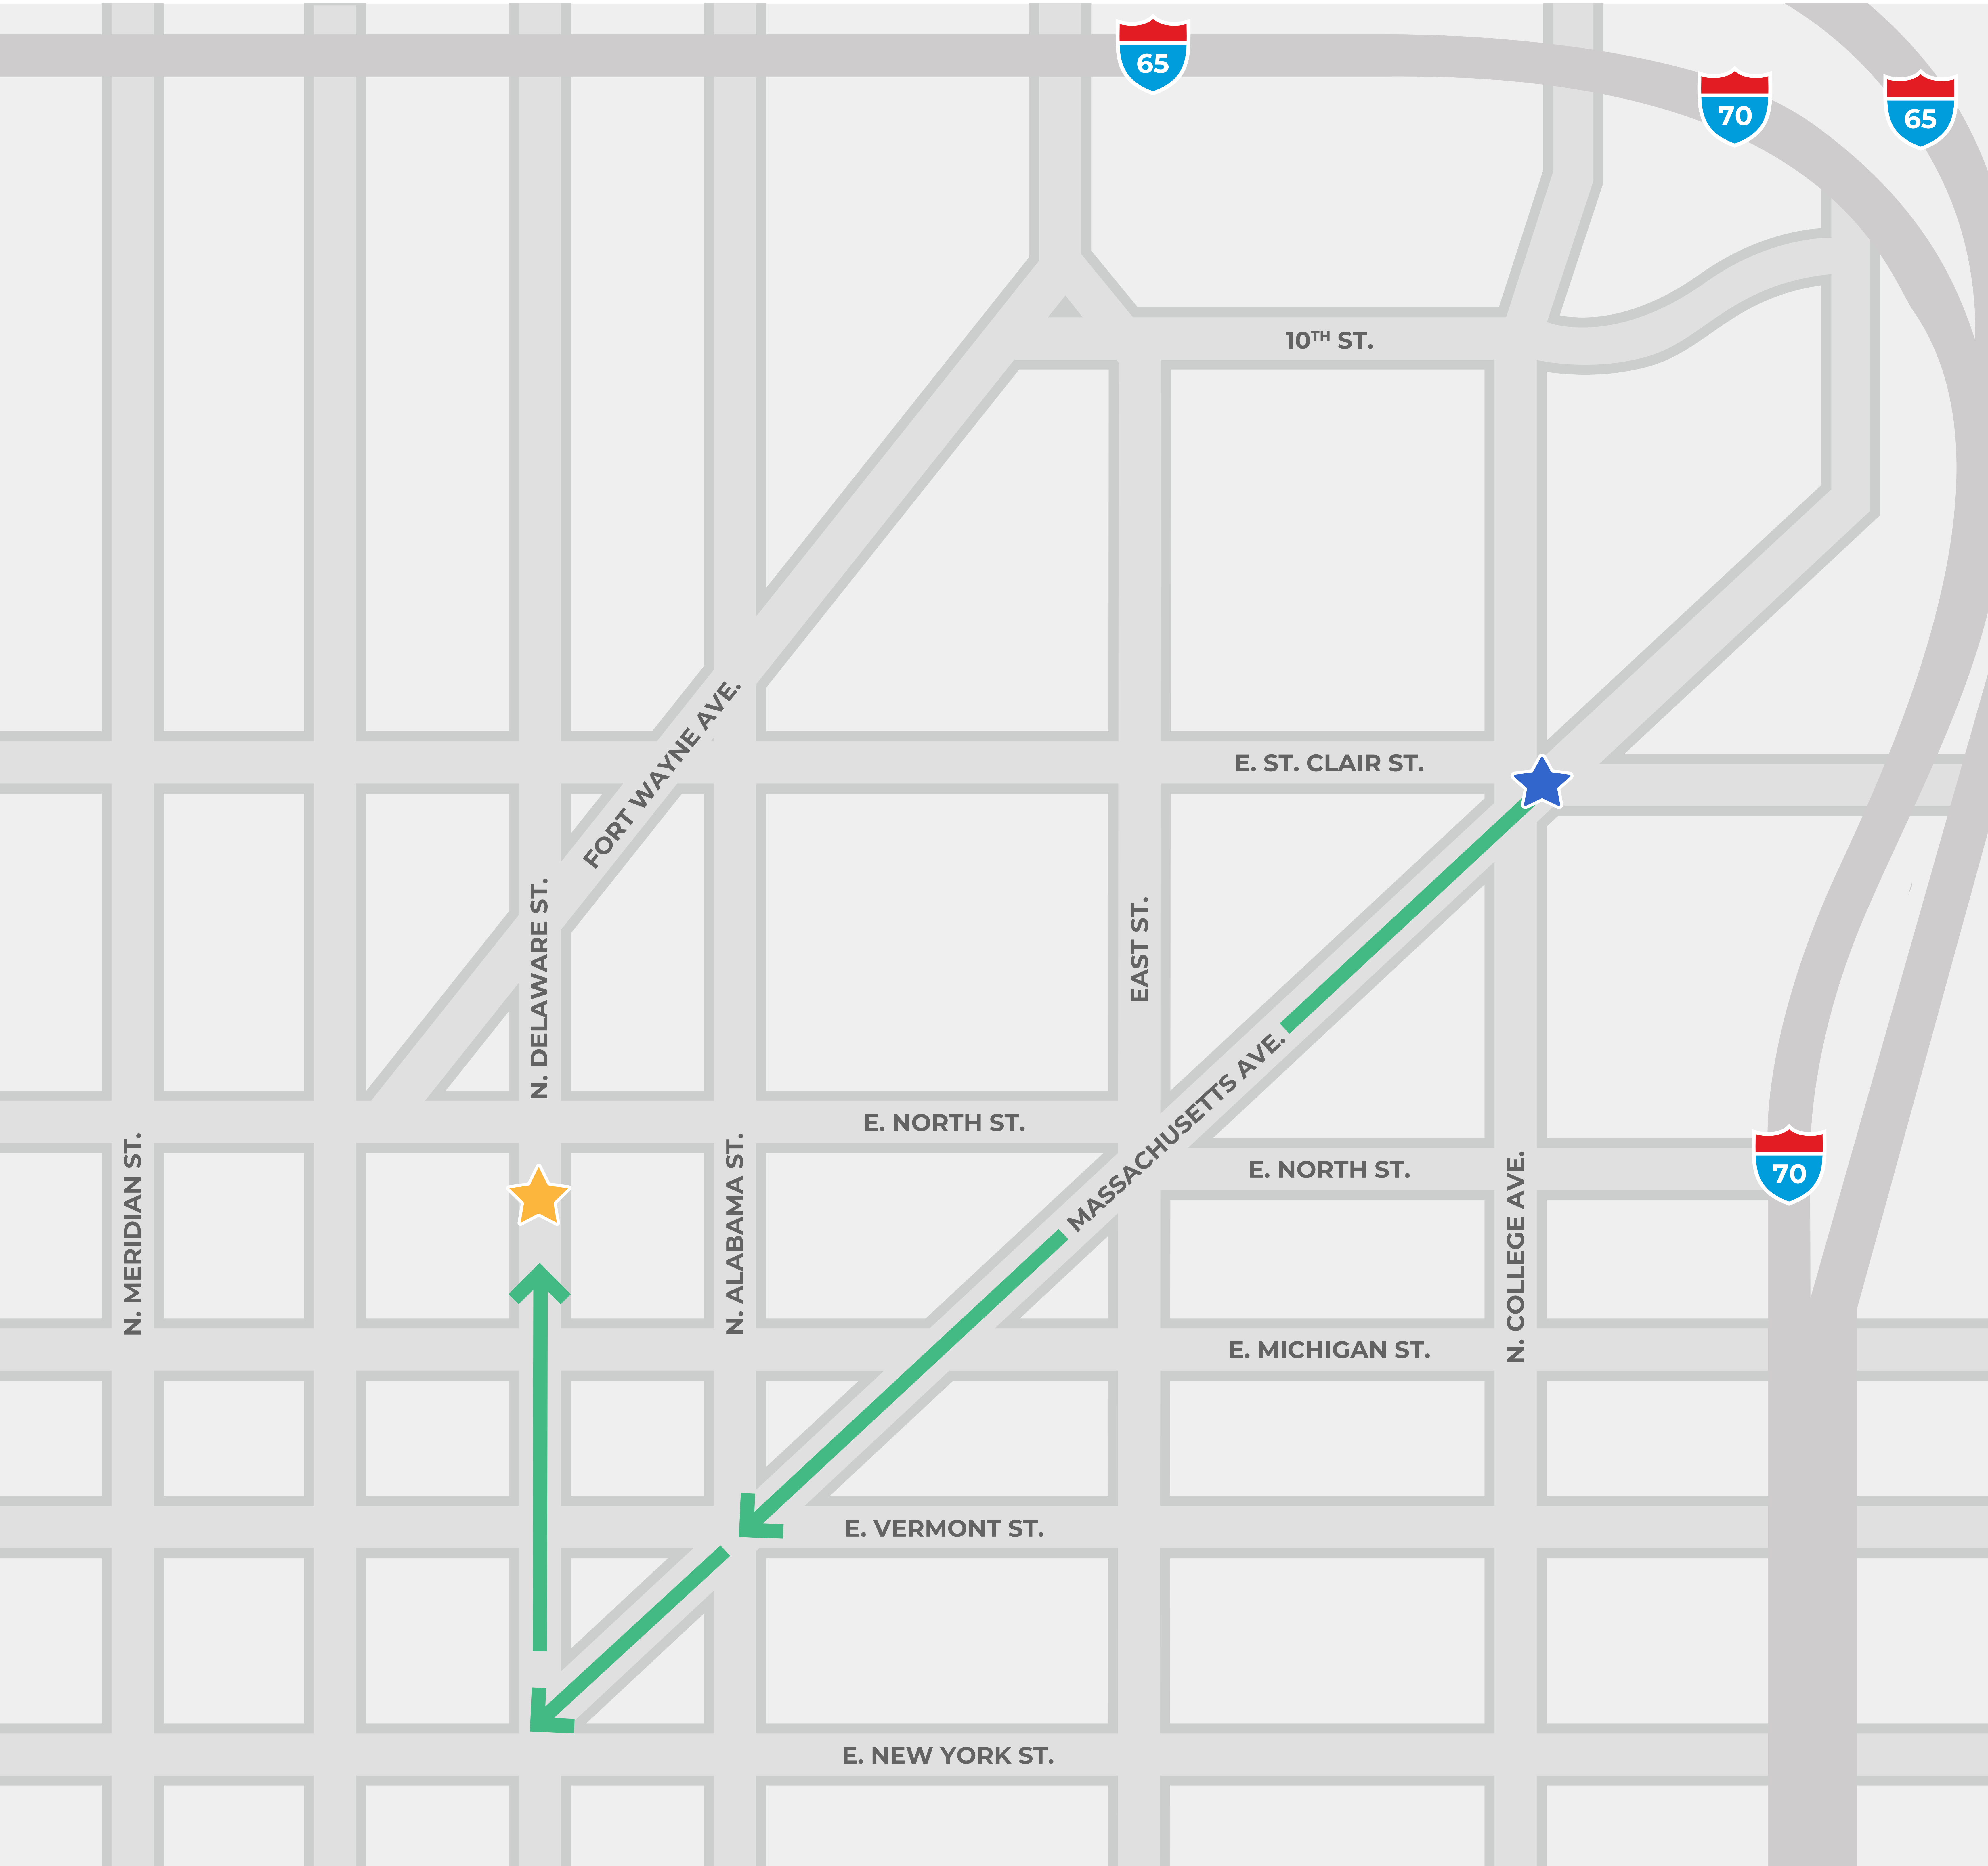 65
70
65
10TH ST.
FORT WAYNE AVE.
E. ST. CLAIR ST.
N. DELAWARE ST.
EAST ST.
MASSACHUSETTS AVE.
E. NORTH ST.
N. MERIDIAN ST.
N. ALABAMA ST.
E. NORTH ST.
N. COLLEGE AVE.
70
E. MICHIGAN ST.
E. VERMONT ST.
E. NEW YORK ST.